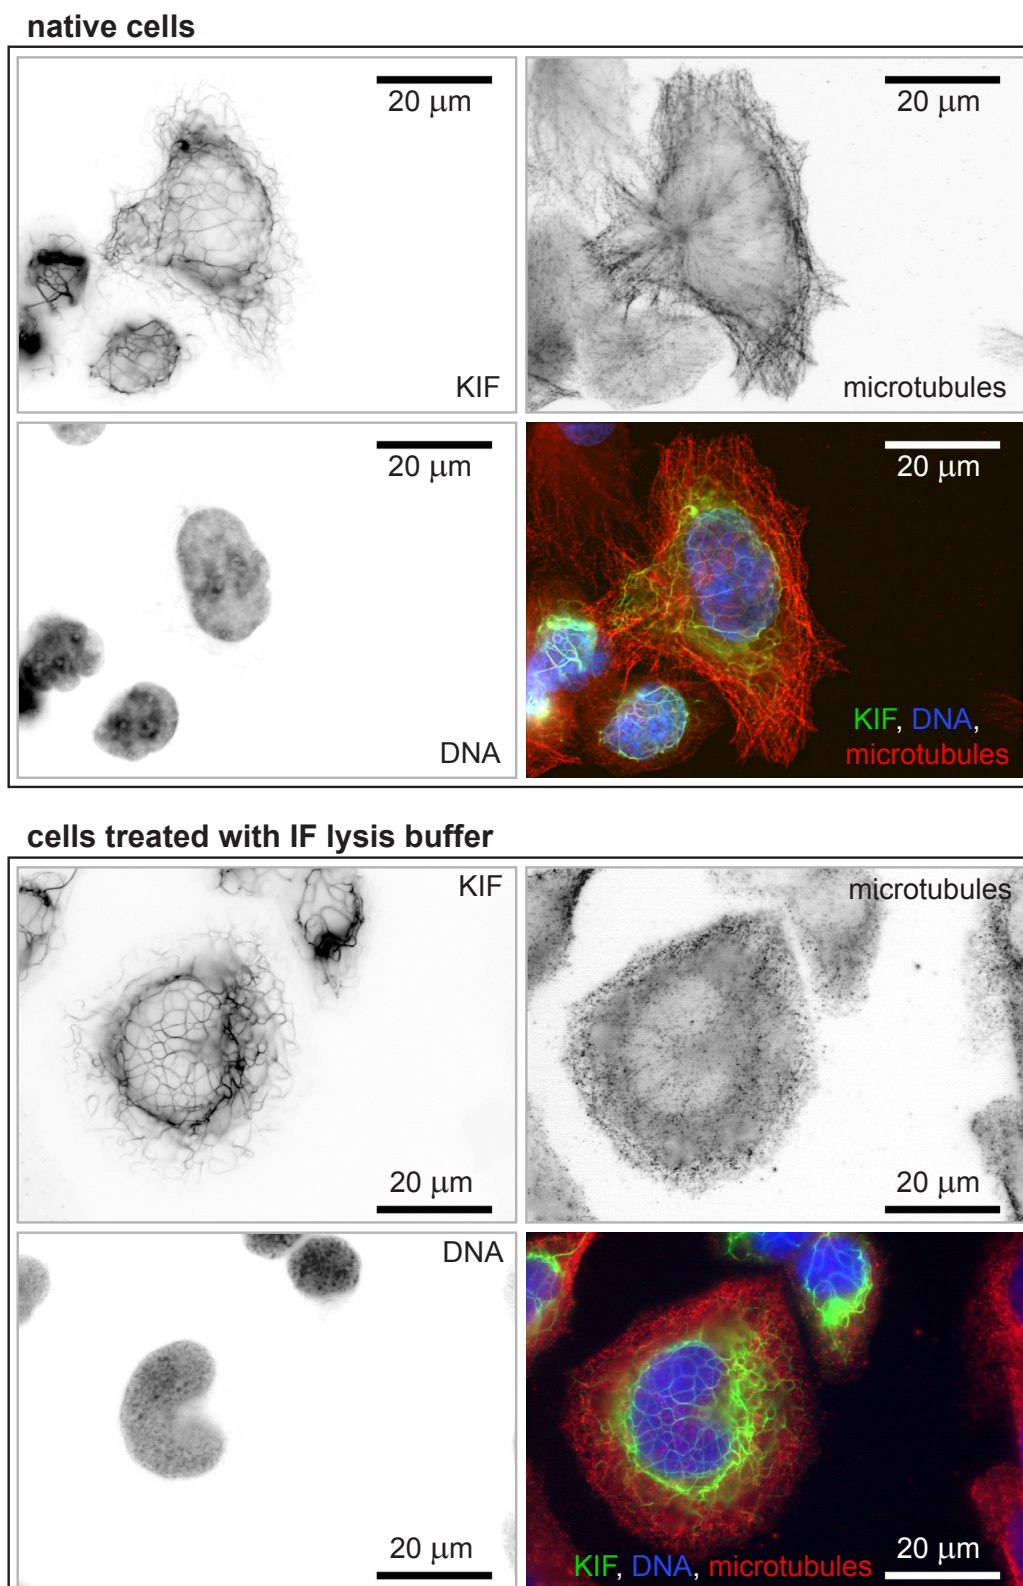 native cells
20 μm
KIF
20 μm
microtubules
20 μm
DNA
20 μm
KIF, DNA,
microtubules
cells treated with IF lysis buffer
KIF
20 μm
microtubules
20 μm
DNA
20 μm
KIF, DNA, microtubules
20 μm